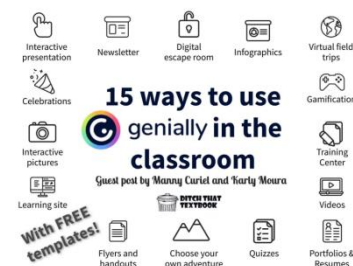 Interactive
presentation
Newsletter
Digital
escape room
Infographics
Virtual field
trips
Celebrations
Gamification
15 ways to use
genially in the
classroom
Guest post by Manny Curiel and Karly Moura
DITCH THAT
TEXTBOOK
Interactive
pictures
Training
Center
Learning site
Videos
With FREE
templates!
Flyers and
handouts
Choose your
own adventure
Quizzes
Portfolios &
Resumes